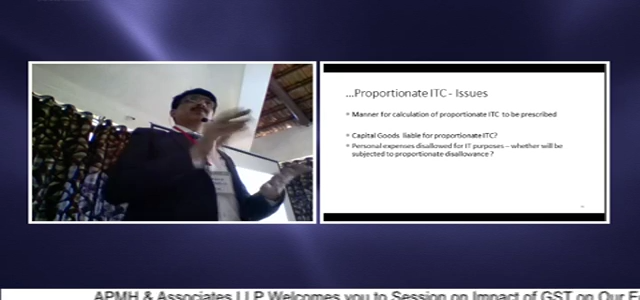 ...Proportionate ITC - Issues
Manner for calculation of proportionate ITC to be prescribed
Capital Goods liable for proportionate ITC?
Personal expenses disallowed for IT purposes – whether will be
subjected to proportionate disallowance ?
APMH & Associates LLP Welcomes you to Session on Impact of GST on Our